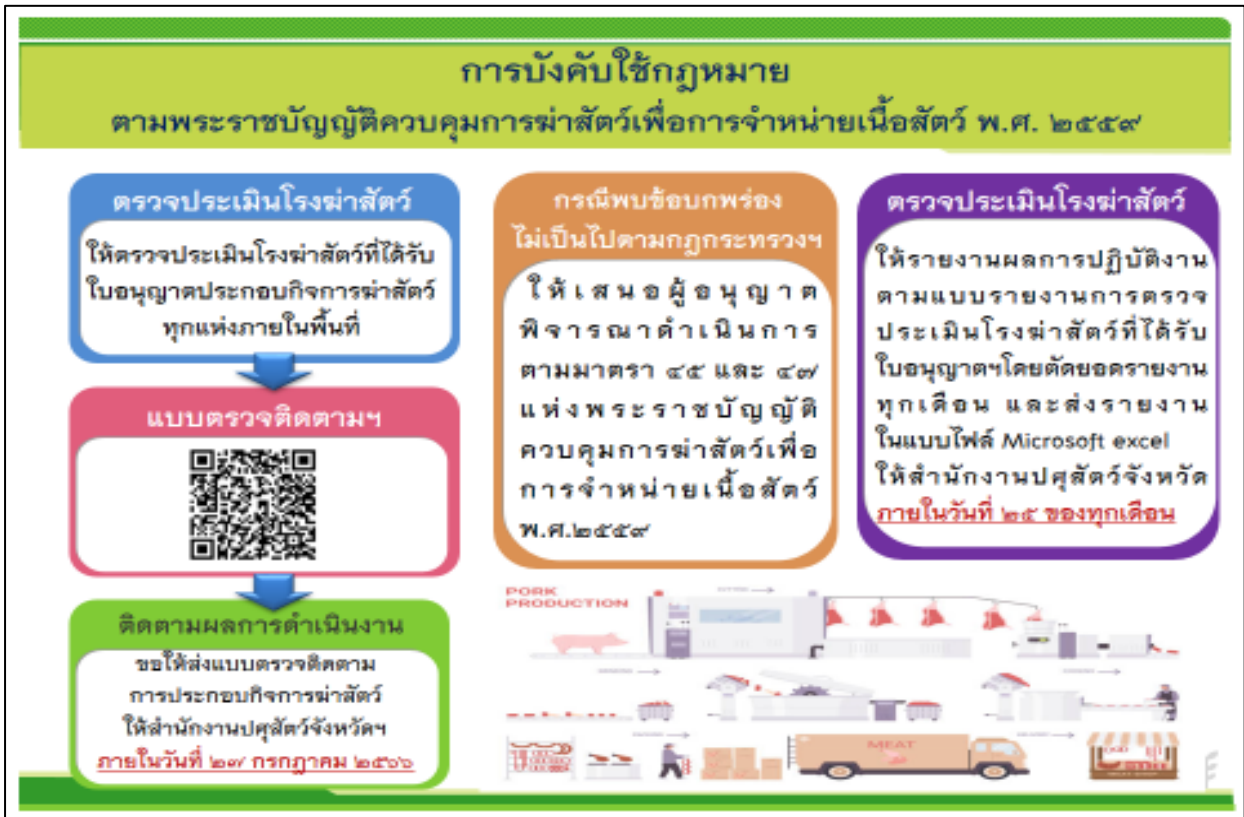 การบังคับใช้กฎหมาย
ตามพระราชบัญญัติควบคุมการฆ่าสัตว์เพื่อการจำหน่ายเนื้อสัตว์ พ.ศ. ๒๕๕๙
ตรวจประเมินโรงฆ่าสัตว์
ให้ตรวจประเมินโรงฆ่าสัตว์ที่ได้รับ
ใบอนุญาตประกอบกิจการฆ่าสัตว์
ทุกแห่งภายในพื้นที่
แบบตรวจติดตามฯ
ติดตามผลการดำเนินงาน
ขอให้ส่งแบบตรวจติดตาม
การประกอบกิจการฆ่าสัตว์
ให้สำนักงานปศุสัตว์จังหวัดฯ
ภายในวันที่ ๒๗ กรกฎาคม ๒๕๖๖
กรณีพบข้อบกพร่อง
ไม่เป็นไปตามกฎกระทรวงฯ
ให้เสนอผู้อนุญาต
พิจารณาดำเนินการ
ตามมาตรา ๔๕ และ ๔๗
แห่งพระราชบัญญัติ
ควบคุมการฆ่าสัตว์เพื่อ
การจำหน่ายเนื้อสัตว์
พ.ศ.๒๕๕๙
ตรวจประเมินโรงฆ่าสัตว์
ให้รายงานผลการปฏิบัติงาน
ตามแบบรายงานการตรวจ
ประเมินโรงฆ่าสัตว์ที่ได้รับ
ใบอนุญาตฯโดยตัดยอดรายงาน
ทุกเดือน และส่งรายงาน
ในแบบไฟล์ Microsoft excel
ให้สำนักงานปศุสัตว์จังหวัด
ภายในวันที่ ๒๕ ของทุกเดือน
PORK
PRODUCTION
MEAT